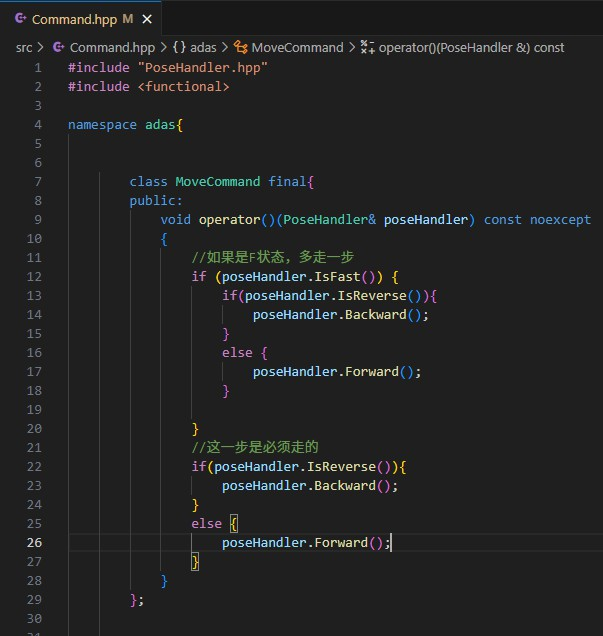 Command.hpp M ×
src > Command.hpp > {} adas > MoveCommand > operator()(PoseHandler &) const
1 #include "PoseHandler.hpp"
2 #include <functional>
3
4 namespace adas{
5
6
7 class MoveCommand final{
8 public:
9 void operator()(PoseHandler& poseHandler) const noexcept
10 {
11 //如果是F状态，多走一步
12 if (poseHandler.IsFast()) {
13 if(poseHandler.IsReverse()){
14 poseHandler.Backward();
15 }
16 else {
17 poseHandler.Forward();
18 }
19
20 }
21 //这一步是必须走的
22 if(poseHandler.IsReverse()){
23 poseHandler.Backward();
24 }
25 else {
26 poseHandler.Forward();
27 }
28 }
29 };
30